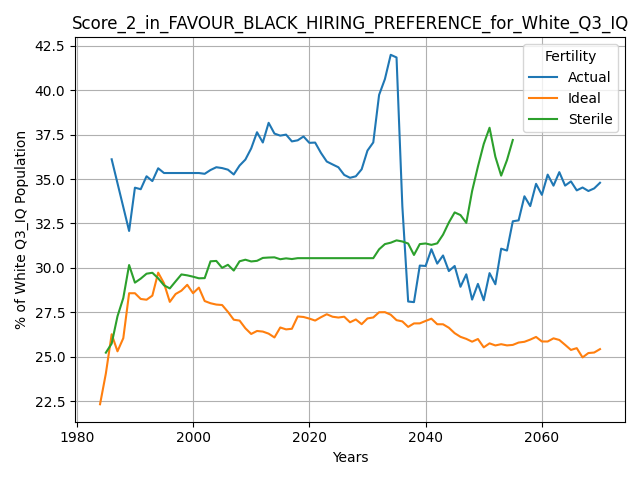 Score_2_in_FAVOUR_BLACK_HIRING_PREFERENCE_for_White_Q3_IQ
Fertility
Actual
Ideal
Sterile
% of White Q3_IQ Population
42.5
40.0
37.5
35.0
32.5
30.0
27.5
25.0
22.5
1980 2000 2020 2040 2060
Years